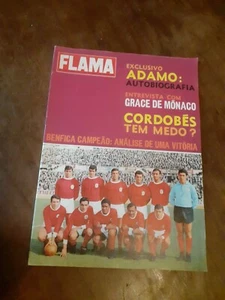 FLAMA
EXCLUSIVO
ADAMO:
AUTOBIOGRAFIA
ENTREVISTA COM
GRACE DE MÓNACO
CORDOBÊS
TEM MEDO?
BENFICA CAMPEÃO: ANÁLISE DE UMA VITÓRIA